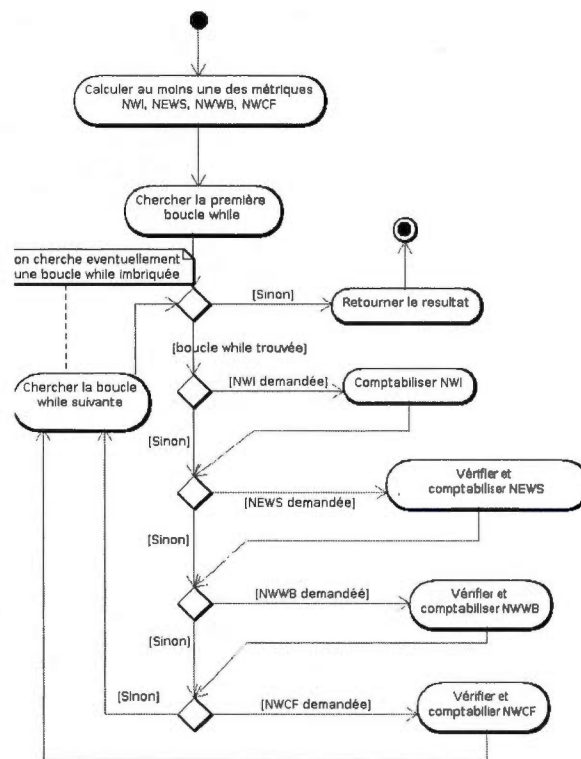 Calculer au moins une des métriques
NWI, NEWS, NWWB, NWCF
Chercher la première
boucle while
on cherche eventuellement
une boucle while imbriquée
[Sinon]
Retourner le resultat
[boucle while trouvée]
Chercher la boucle
while suivante
[NWI demandée]
Comptabiliser NWI
[Sinon]
Vérifier et
comptabiliser NEWS
[NEWS demandée]
[Sinon]
[NWWB demandéé]
Vérifier et
comptabiliser NWWB
[Sinon]
[Sinon]
[NWCF demandée]
Vérifier et
comptabiliser NWCF